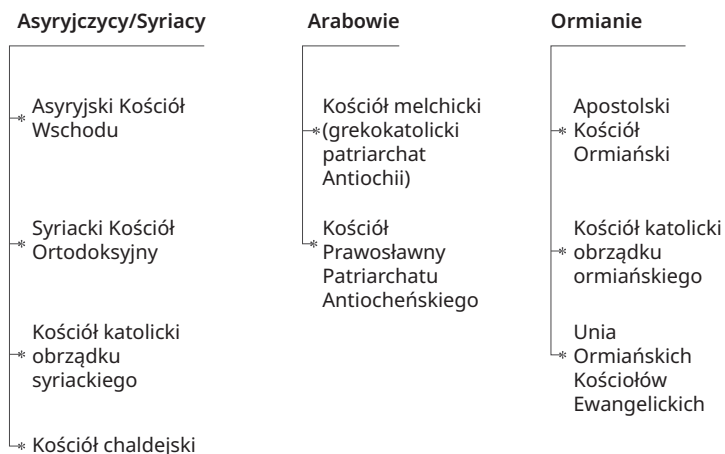 Asyryjczycy/Syriacy
Asyryjski Kościół
Wschodu
Syriacki Kościół
Ortodoksyjny
Kościół katolicki
obrządku
syriackiego
Kościół chaldejski
Arabowie
Kościół melchicki
(grekokatolicki
patriarchat
Antiochii)
Kościół
Prawosławny
Patriarchatu
Antiocheńskiego
Ormianie
Apostolski
Kościół
Ormiański
Kościół katolicki
obrządku
ormiańskiego
Unia
Ormiańskich
Kościołów
Ewangelickich